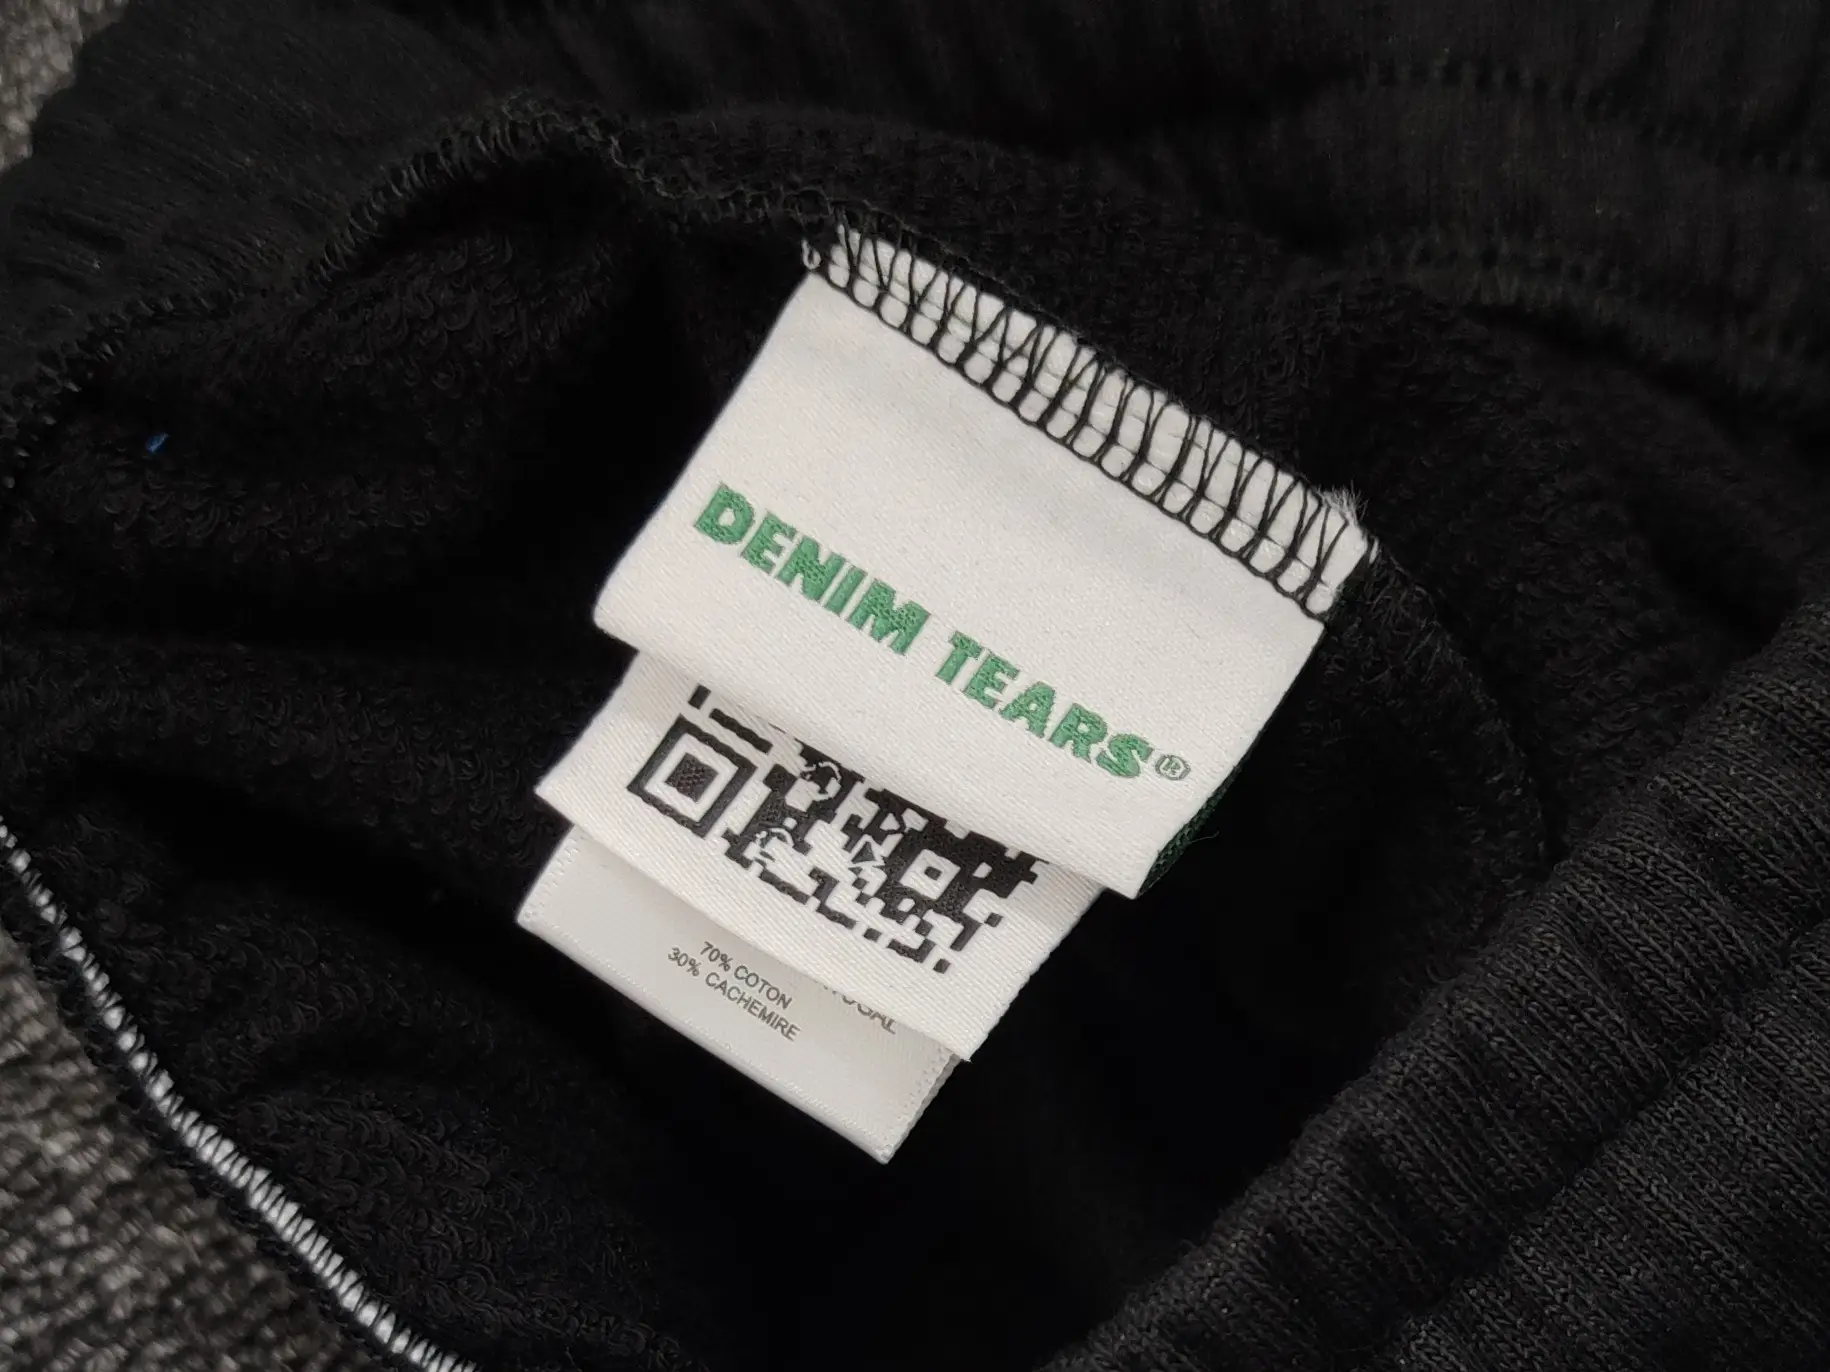 DENIM TEARS®
70% COTON
30% CACHEMIRE